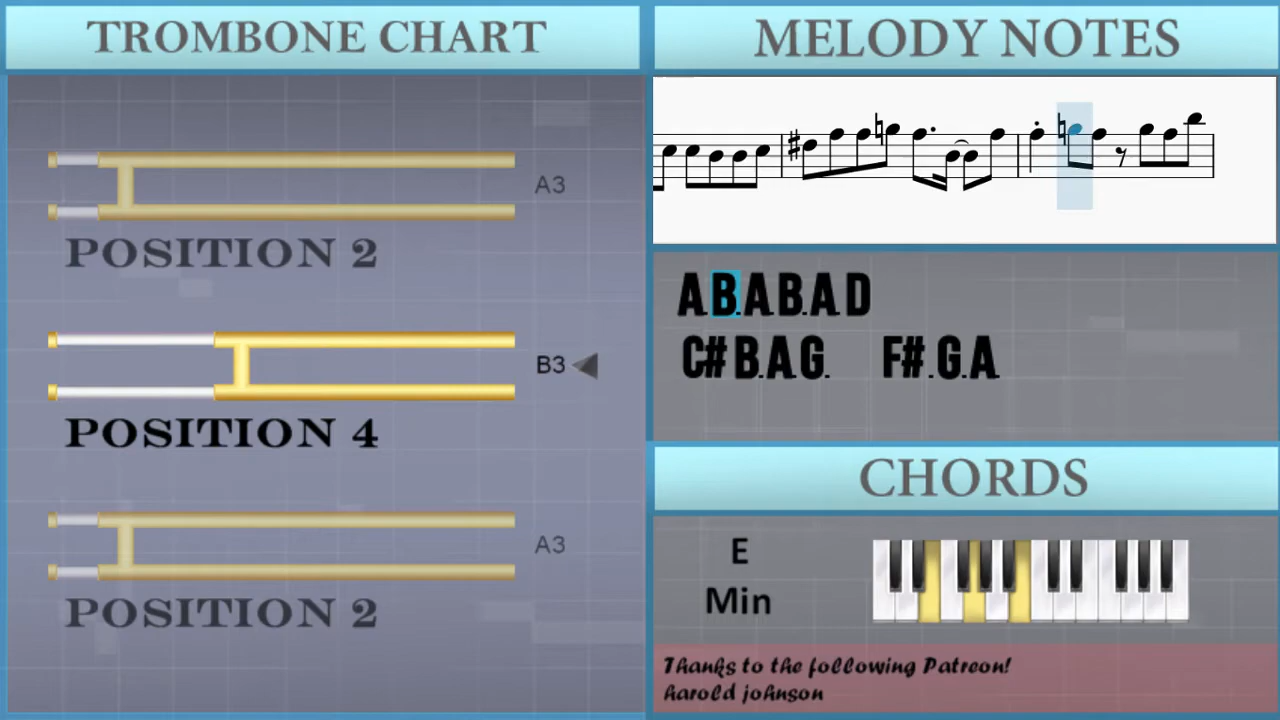 TROMBONE CHART
A3
POSITION 2
B3
POSITION 4
A3
POSITION 2
MELODY NOTES
A.B.A.B.A D
C# B.A.G. F#.G.A
CHORDS
E
Min
Thanks to the following Patreon!
harold johnson